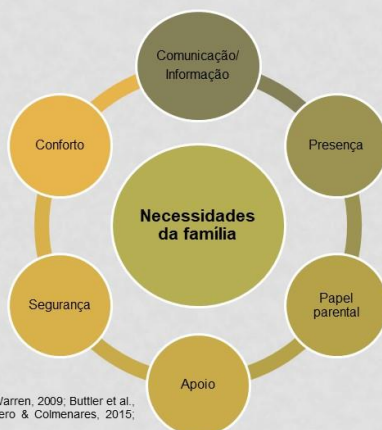 Comunicação/
Informação
Presença
Papel
parental
Apoio
Segurança
Conforto
Necessidades
da família
Warren, 2009; Buttler et al.,
ero & Colmenares, 2015;